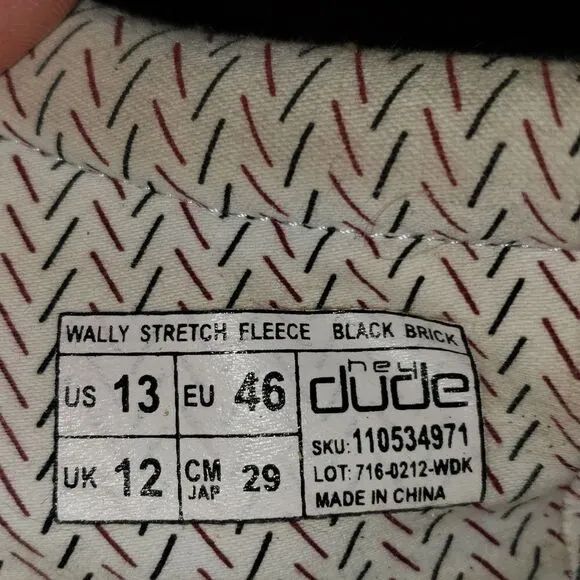 WALLY STRETCH FLEECE BLACK BRICK
US 13
EU 46
UK 12
CM JAP 29
hey dude
SKU: 110534971
LOT: 716-0212-WDK
MADE IN CHINA